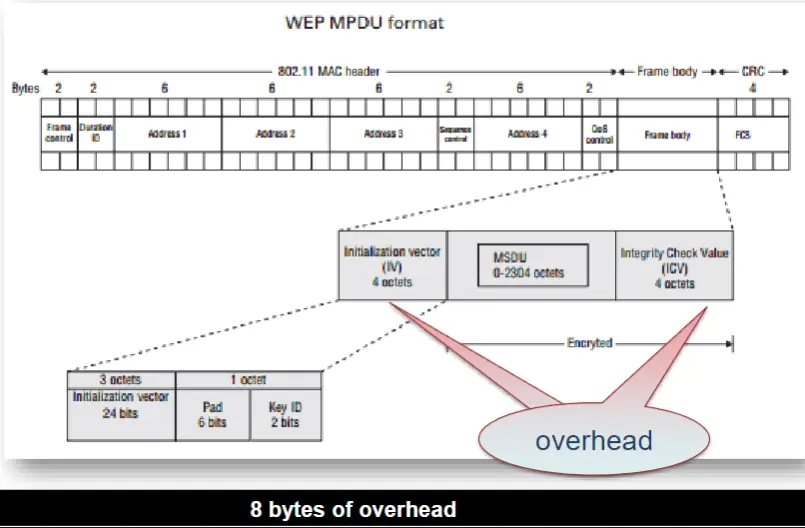 WEP MPDU format
802.11 MAC header Frame body CRC
Bytes 2 2 6 6 6 2 6 2 4
Frame control Duration ID Address 1 Address 2 Address 3 Sequence control Address 4 QoS control Frame body FCS
Initialization vector
(IV)
4 octets
MSDU
0-2304 octets
Integrity Check Value
(ICV)
4 octets
Encryted
3 octets 1 octet
Initialization vector
24 bits
Pad
6 bits
Key ID
2 bits
overhead
8 bytes of overhead